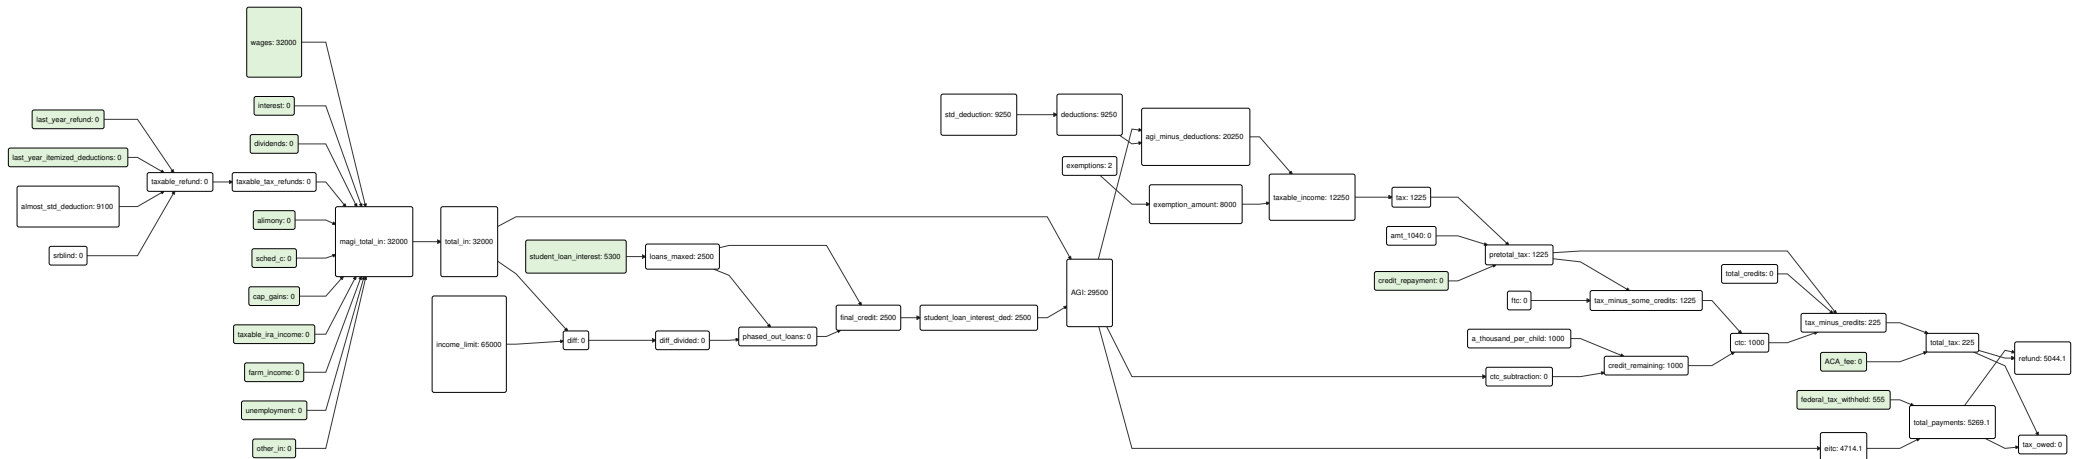 wages: 32000
interest: 0
last_year_refund: 0
dividends: 0
last_year_itemized_deductions: 0
taxable_refund: 0
taxable_tax_refunds: 0
almost_std_deduction: 9100
alimony: 0
srblind: 0
sched_c: 0
cap_gains: 0
taxable_ira_income: 0
farm_income: 0
unemployment: 0
other_in: 0
magi_total_in: 32000
total_in: 32000
income_limit: 65000
student_loan_interest: 5300
loans_maxed: 2500
diff: 0
diff_divided: 0
phased_out_loans: 0
final_credit: 2500
student_loan_interest_ded: 2500
AGI: 29500
std_deduction: 9250
deductions: 9250
agi_minus_deductions: 20250
exemptions: 2
exemption_amount: 8000
taxable_income: 12250
tax: 1225
amt_1040: 0
pretotal_tax: 1225
credit_repayment: 0
total_credits: 0
ftc: 0
tax_minus_some_credits: 1225
tax_minus_credits: 225
a_thousand_per_child: 1000
ctc: 1000
credit_remaining: 1000
ctc_subtraction: 0
total_tax: 225
ACA_fee: 0
refund: 5044.1
federal_tax_withheld: 555
total_payments: 5269.1
tax_owed: 0
eitc: 4714.1